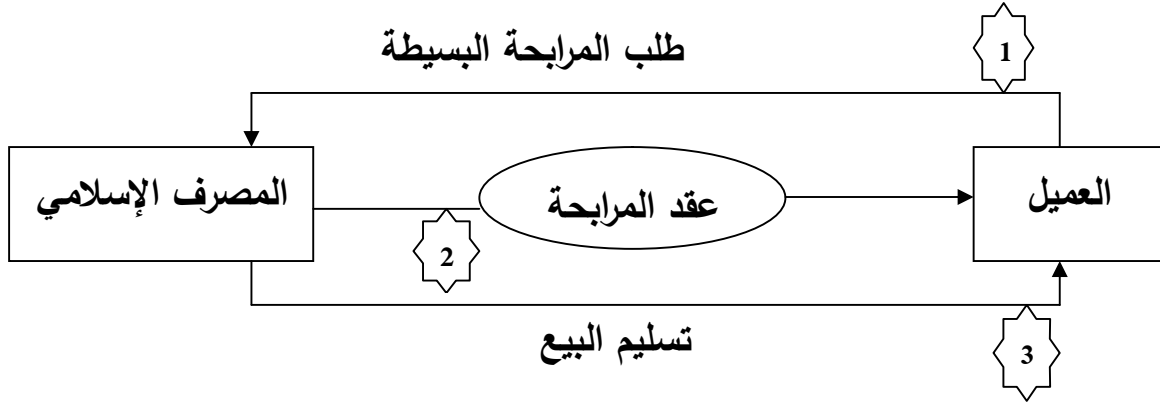 طلب المرابحة البسيطة
1
المصرف الإسلامي
عقد المرابحة
العميل
2
تسليم البيع
3